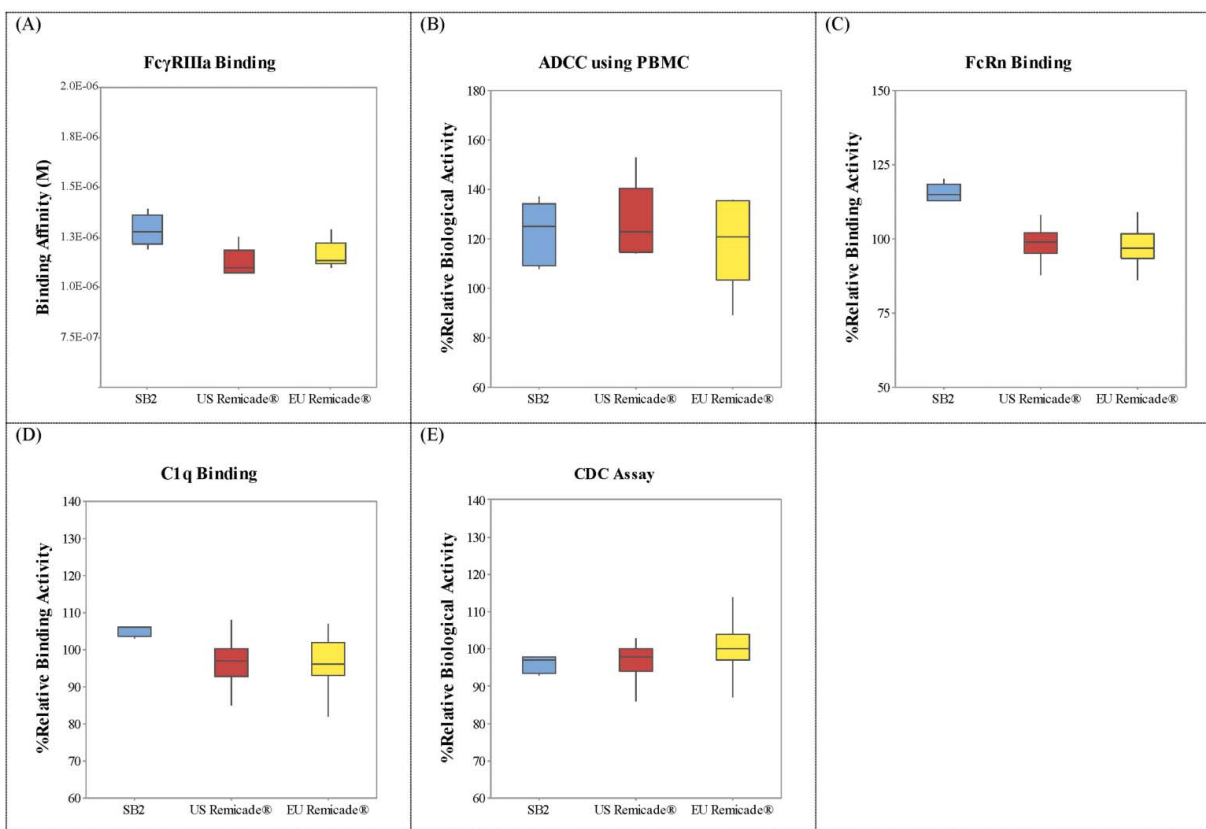 (A)
FcγRIIIa Binding
Binding Affinity (M)
2.0E-06
1.8E-06
1.5E-06
1.3E-06
1.0E-06
7.5E-07
SB2 US Remicade® EU Remicade®
(B)
ADCC using PBMC
%Relative Biological Activity
180
160
140
120
100
80
60
SB2 US Remicade® EU Remicade®
(C)
FcRn Binding
%Relative Binding Activity
150
125
100
75
50
SB2 US Remicade® EU Remicade®
(D)
C1q Binding
%Relative Binding Activity
140
130
120
110
100
90
80
70
60
SB2 US Remicade® EU Remicade®
(E)
CDC Assay
%Relative Biological Activity
140
130
120
110
100
90
80
70
60
SB2 US Remicade® EU Remicade®